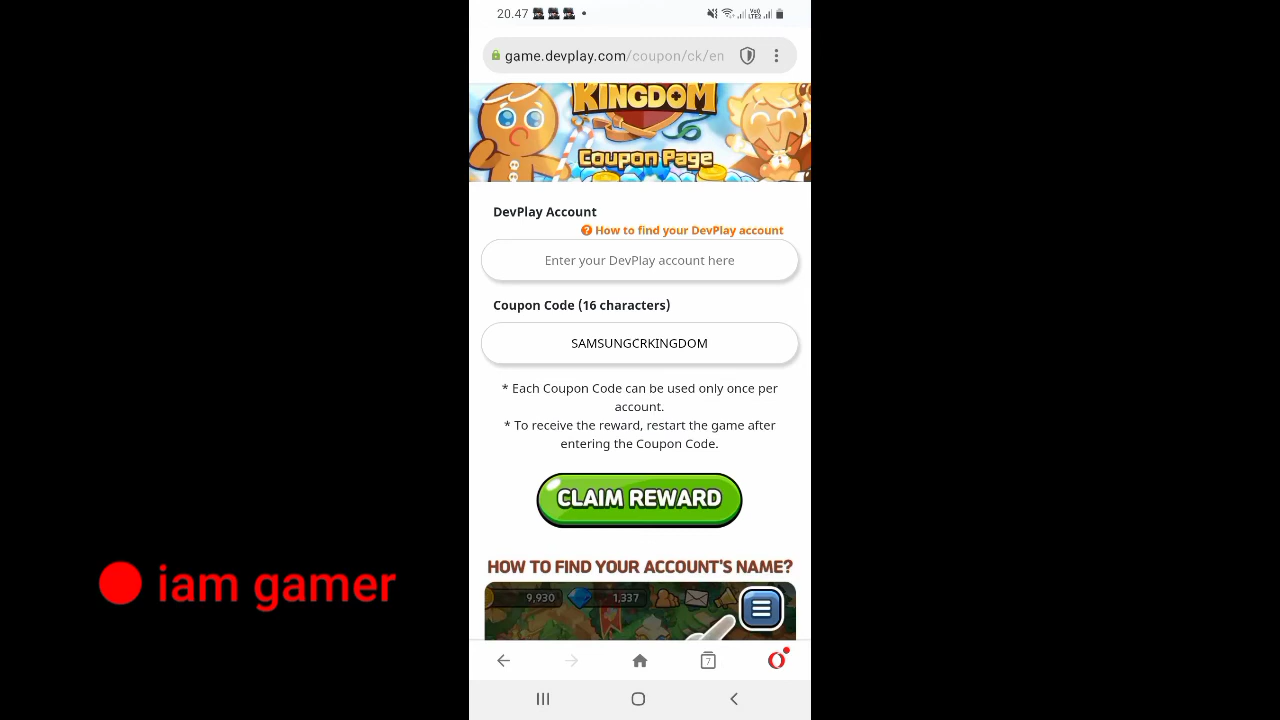 20.47
game.devplay.com/coupon/ck/en
KINGDOM
Coupon Page
DevPlay Account
How to find your DevPlay account
Enter your DevPlay account here
Coupon Code (16 characters)
SAMSUNGCRKINGDOM
* Each Coupon Code can be used only once per
account.
* To receive the reward, restart the game after
entering the Coupon Code.
CLAIM REWARD
HOW TO FIND YOUR ACCOUNT'S NAME?
9,930 1,337
7
iam gamer